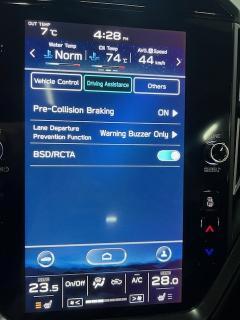 OUT TEMP
7°C
4:28 PM
Water Temp
Norm
Oil Temp
74°C
AVG. Speed
44 km/h
Vehicle Control
Driving Assistance
Others
Pre-Collision Braking
ON
Lane Departure
Prevention Function
Warning Buzzer Only
BSD/RCTA
23.5
On/Off
A/C
28.0